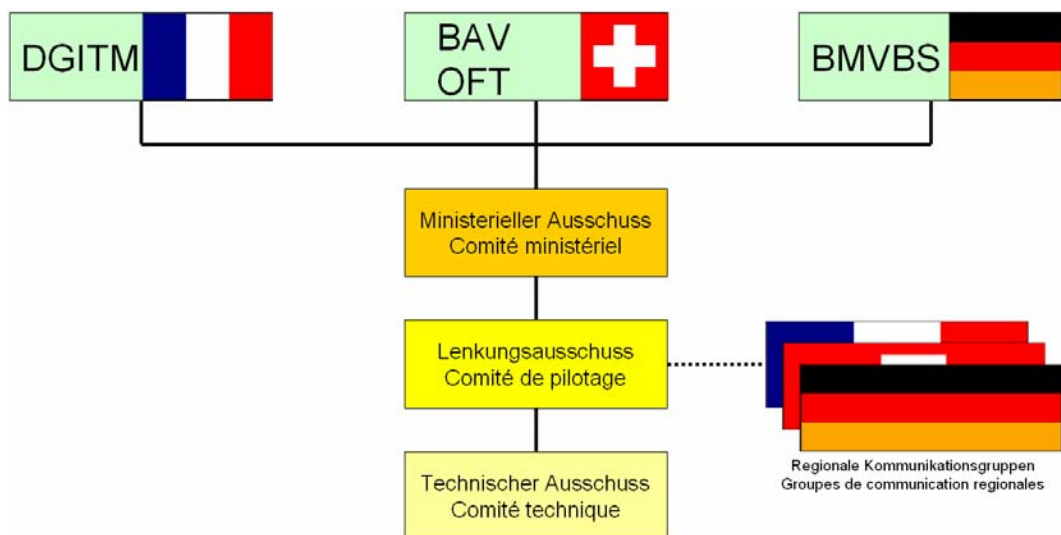 DGITM
BAV
OFT
BMVBS
Ministerieller Ausschuss
Comité ministériel
Lenkungsausschuss
Comité de pilotage
Regionale Kommunikationsgruppen
Groupes de communication regionales
Technischer Ausschuss
Comité technique